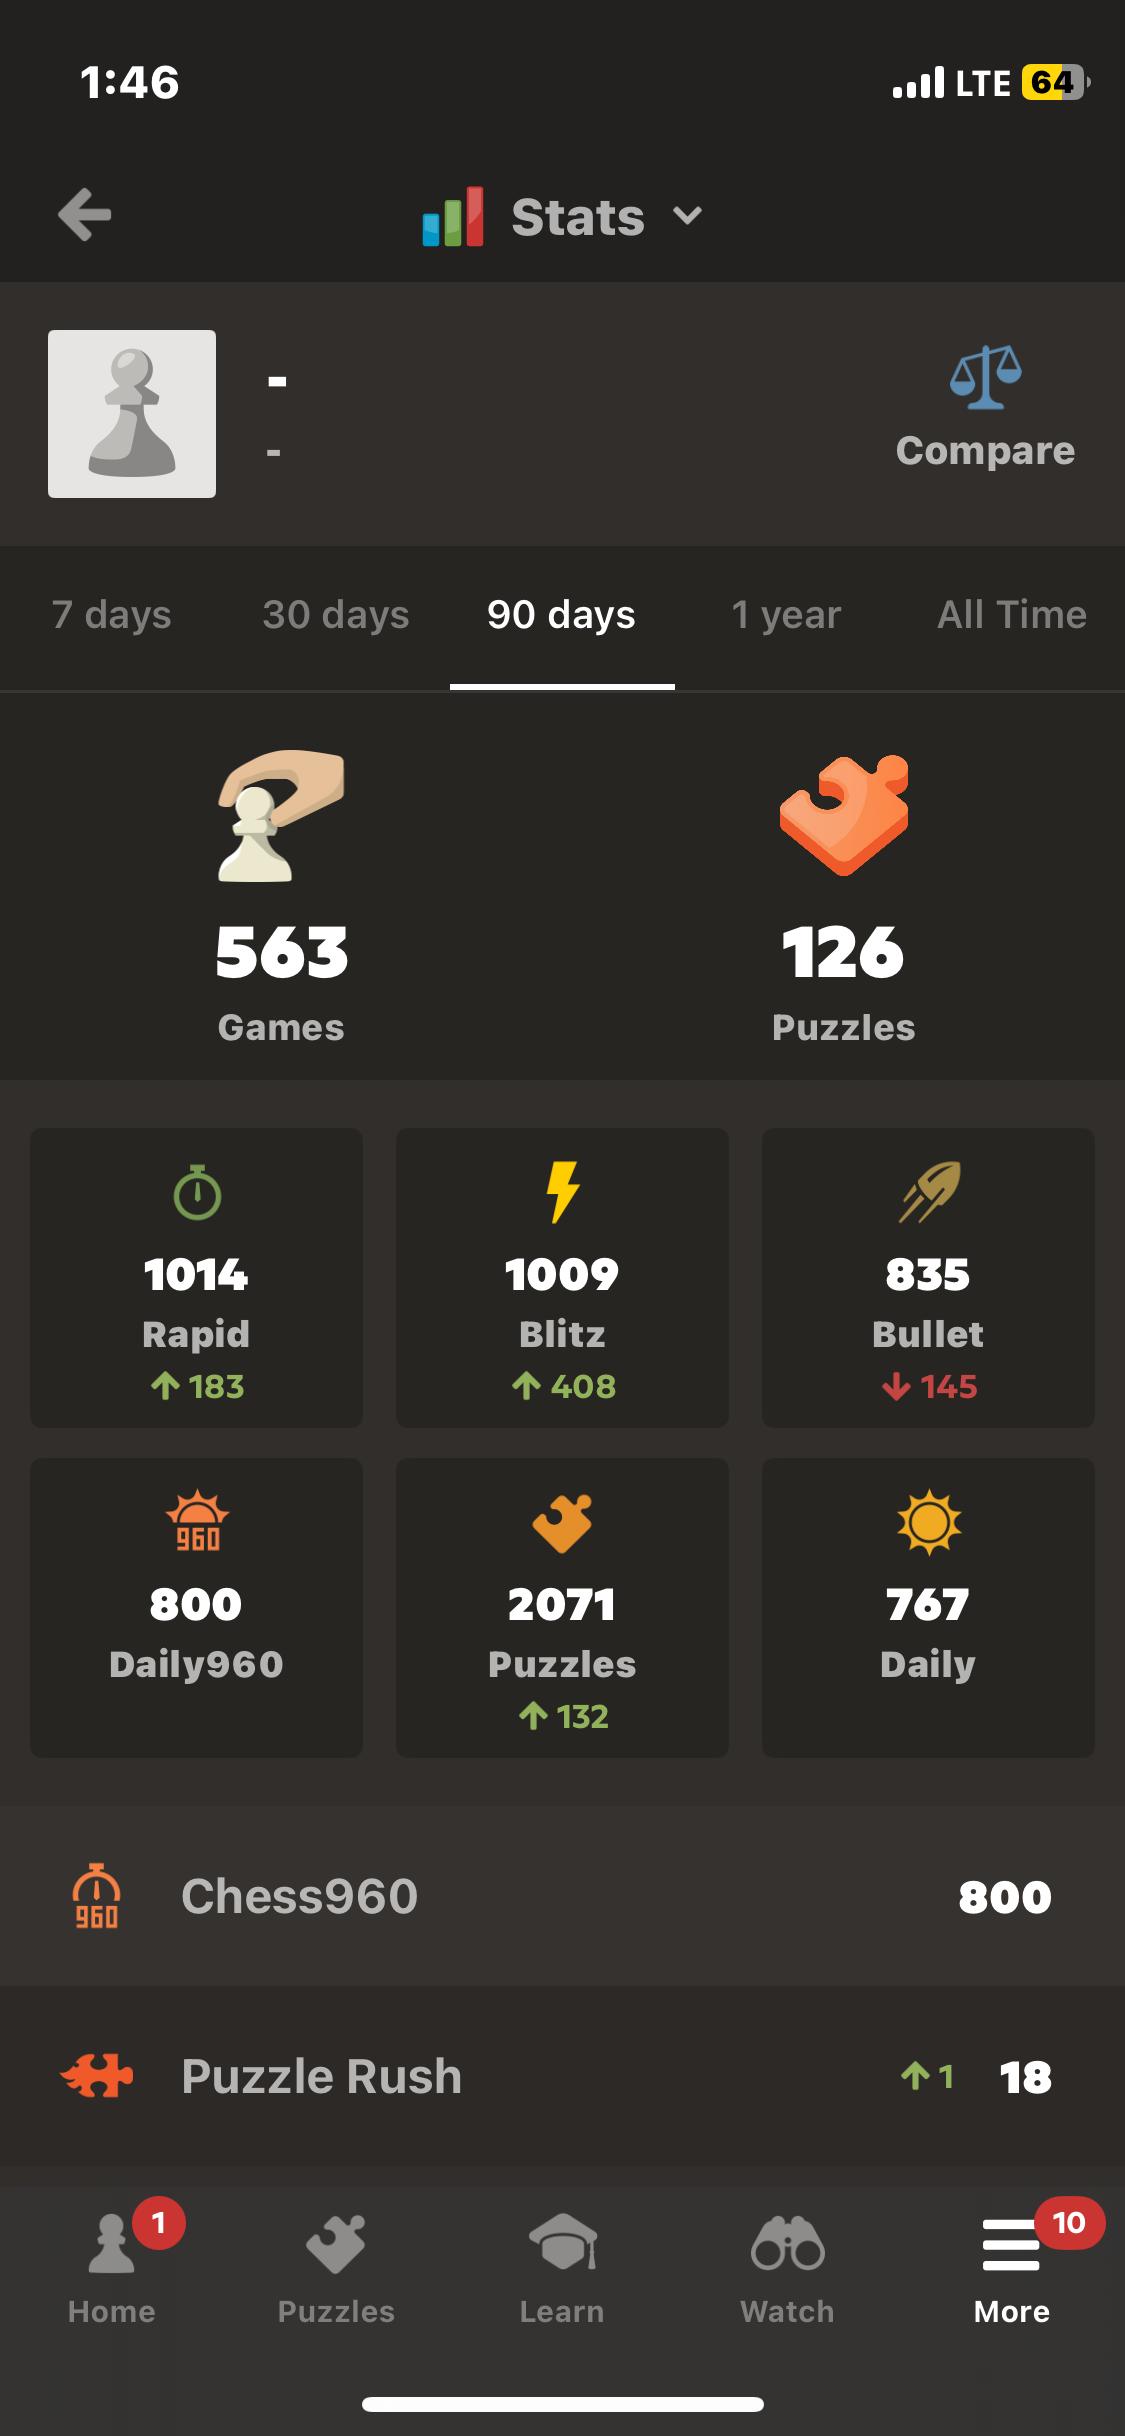 1:46 LTE 64
Stats
-
-
Compare
7 days 30 days 90 days 1 year All Time
563 126
Games Puzzles
1014 1009 835
Rapid Blitz Bullet
183 408 145
960
800 2071 767
Daily960 Puzzles Daily
132
960 Chess960 800
Puzzle Rush 1 18
1 10
Home Puzzles Learn Watch More